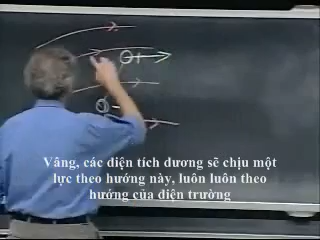 Vâng, các điện tích dương sẽ chịu một
lực theo hướng này, luôn luôn theo
hướng của điện trường